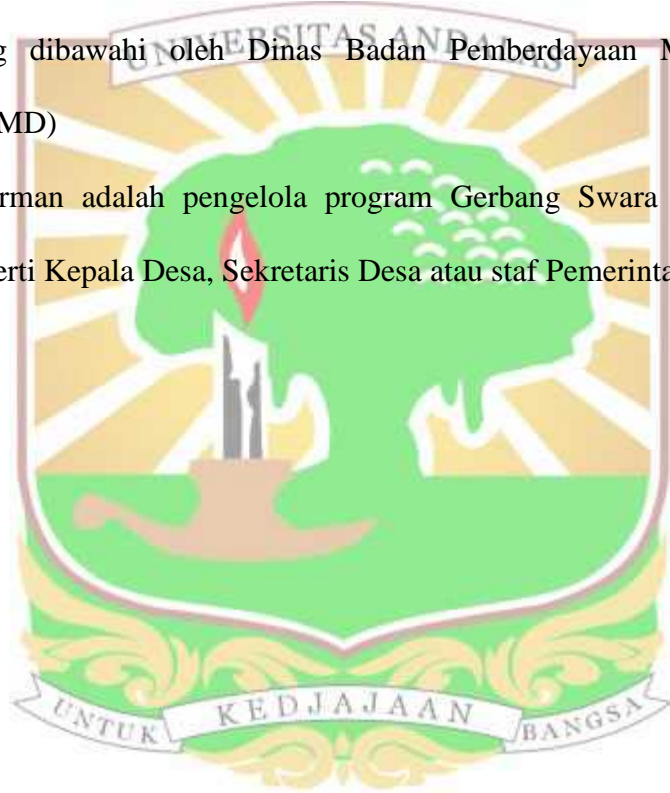 UNIVERSITAS ANDALAS
g dibawahi oleh Dinas Badan Pemberdayaan M
MD)
rman adalah pengelola program Gerbang Swara
erti Kepala Desa, Sekretaris Desa atau staf Pemerinta
UNTUK KEDJAJAAN BANGSA